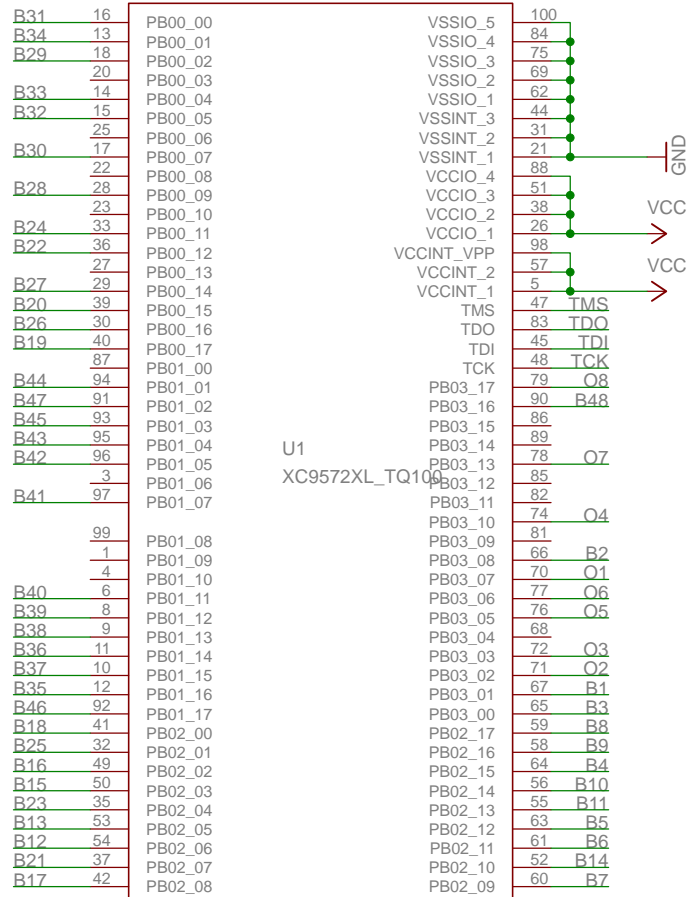 B31 16 PB00_00 VSSIO_5 100
B34 13 PB00_01 VSSIO_4 84
B29 18 PB00_02 VSSIO_3 75
20 PB00_03 VSSIO_2 69
B33 14 PB00_04 VSSIO_1 62
B32 15 PB00_05 VSSINT_3 44
25 PB00_06 VSSINT_2 31
B30 17 PB00_07 VSSINT_1 21 GND
22 PB00_08 VCCIO_4 88
B28 28 PB00_09 VCCIO_3 51
23 PB00_10 VCCIO_2 38 VCC
B24 33 PB00_11 VCCIO_1 26
B22 36 PB00_12 VCCINT_VPP 98
27 PB00_13 VCCINT_2 57 VCC
B27 29 PB00_14 VCCINT_1 5
B20 39 PB00_15 TMS 47 TMS
B26 30 PB00_16 TDO 83 TDO
B19 40 PB00_17 TDI 45 TDI
87 PB01_00 TCK 48 TCK
B44 94 PB01_01 PB03_17 79 O8
B47 91 PB01_02 PB03_16 90 B48
B45 93 PB01_03 PB03_15 86
B43 95 PB01_04 U1 PB03_14 89
B42 96 PB01_05 PB03_13 78 O7
3 PB01_06 XC9572XL_TQ100 PB03_12 85
B41 97 PB01_07 PB03_11 82
PB03_10 74 O4
99 PB01_08 PB03_09 81
1 PB01_09 PB03_08 66 B2
4 PB01_10 PB03_07 70 O1
B40 6 PB01_11 PB03_06 77 O6
B39 8 PB01_12 PB03_05 76 O5
B38 9 PB01_13 PB03_04 68
B36 11 PB01_14 PB03_03 72 O3
B37 10 PB01_15 PB03_02 71 O2
B35 12 PB01_16 PB03_01 67 B1
B46 92 PB01_17 PB03_00 65 B3
B18 41 PB02_00 PB02_17 59 B8
B25 32 PB02_01 PB02_16 58 B9
B16 49 PB02_02 PB02_15 64 B4
B15 50 PB02_03 PB02_14 56 B10
B23 35 PB02_04 PB02_13 55 B11
B13 53 PB02_05 PB02_12 63 B5
B12 54 PB02_06 PB02_11 61 B6
B21 37 PB02_07 PB02_10 52 B14
B17 42 PB02_08 PB02_09 60 B7